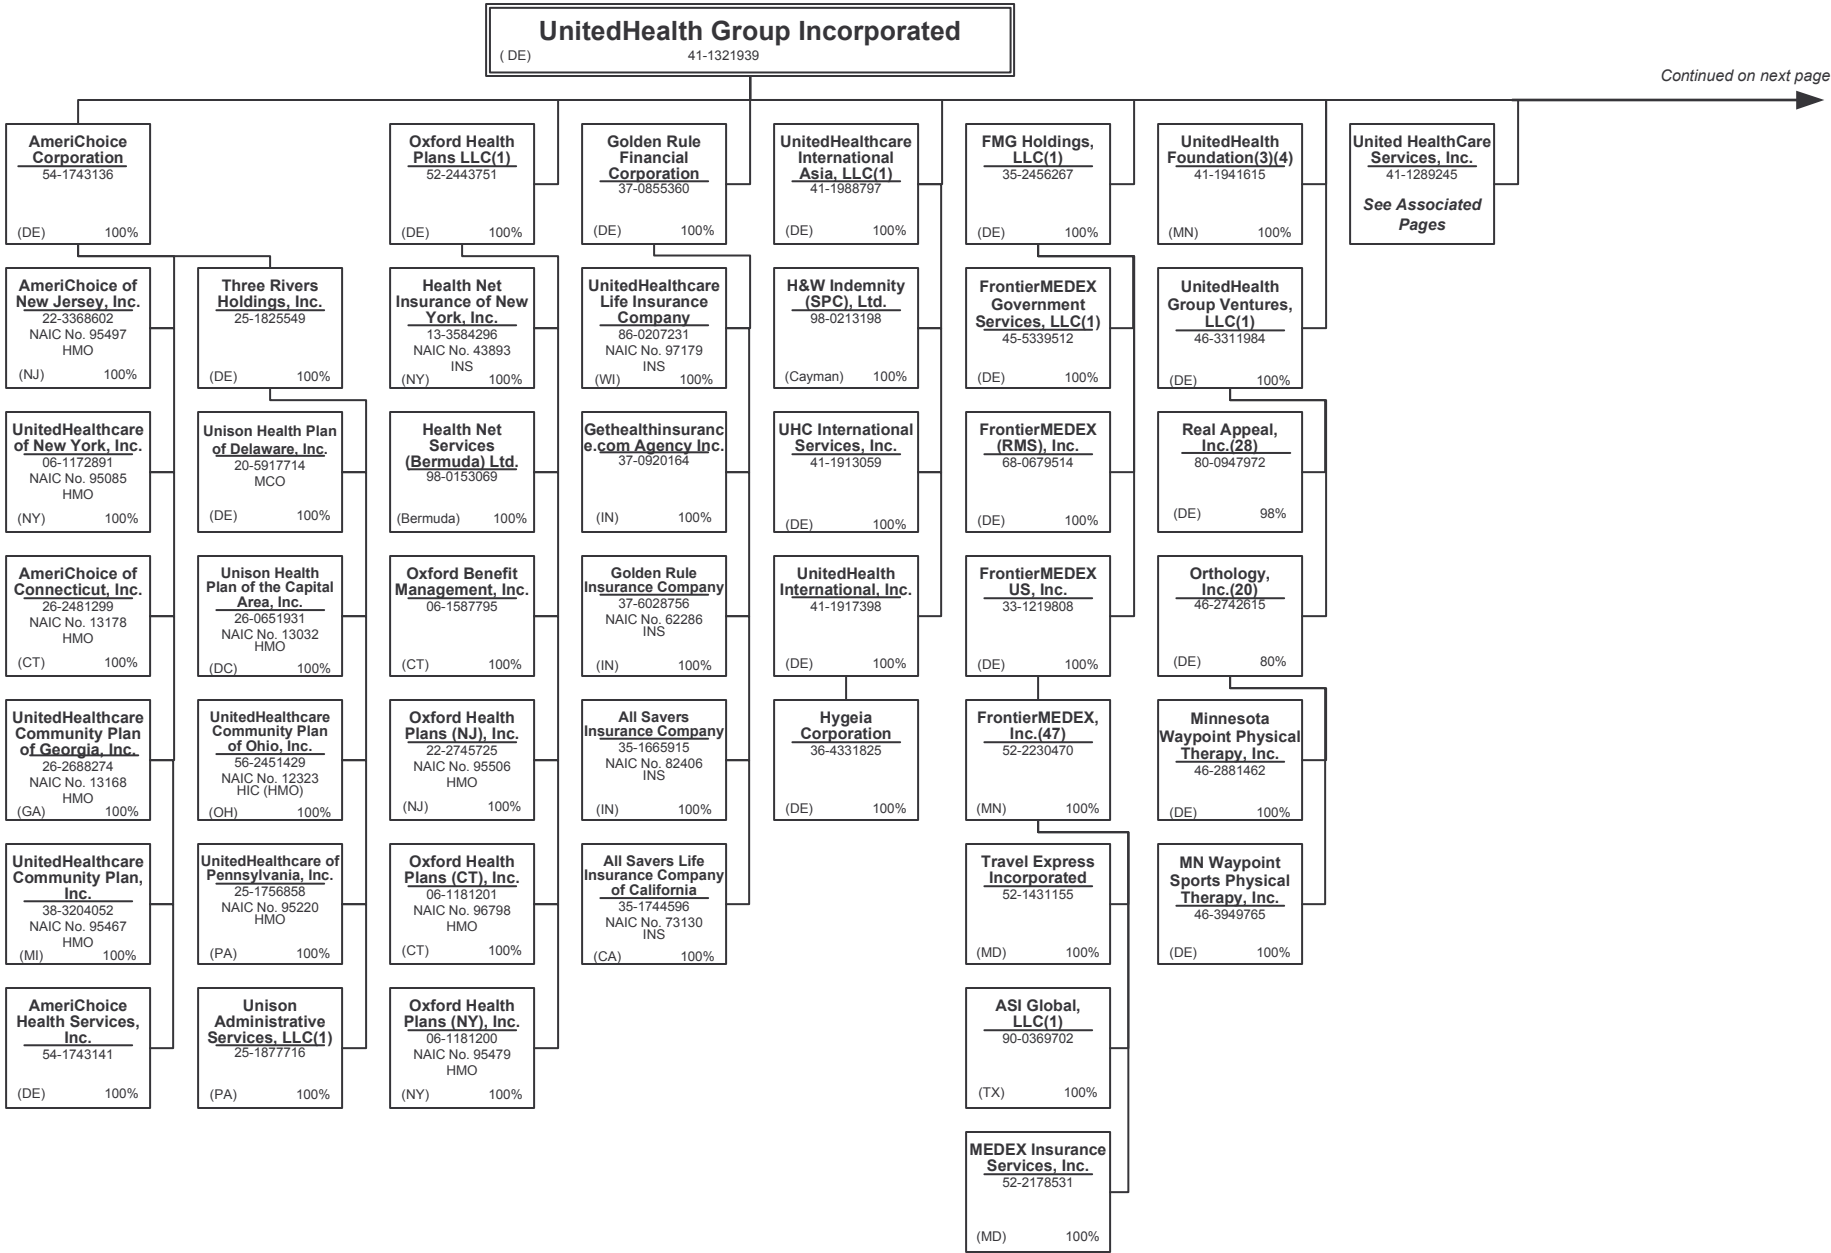 UnitedHealth Group Incorporated
( DE) 41-1321939
Continued on next page
AmeriChoice
Corporation
54-1743136
(DE) 100%
Oxford Health
Plans LLC(1)
52-2443751
(DE) 100%
Golden Rule
Financial
Corporation
37-0855360
(DE) 100%
UnitedHealthcare
International
Asia, LLC(1)
41-1988797
(DE) 100%
FMG Holdings,
LLC(1)
35-2456267
(DE) 100%
UnitedHealth
Foundation(3)(4)
41-1941615
(MN) 100%
United HealthCare
Services, Inc.
41-1289245
See Associated
Pages
AmeriChoice of
New Jersey, Inc.
22-3368602
NAIC No. 95497
HMO
(NJ) 100%
Three Rivers
Holdings, Inc.
25-1825549
(DE) 100%
Health Net
Insurance of New
York, Inc.
13-3584296
NAIC No. 43893
INS
(NY) 100%
UnitedHealthcare
Life Insurance
Company
86-0207231
NAIC No. 97179
INS
(WI) 100%
H&W Indemnity
(SPC), Ltd.
98-0213198
(Cayman) 100%
FrontierMEDEX
Government
Services, LLC(1)
45-5339512
(DE) 100%
UnitedHealth
Group Ventures,
LLC(1)
46-3311984
(DE) 100%
UnitedHealthcare
of New York, Inc.
06-1172891
NAIC No. 95085
HMO
(NY) 100%
Unison Health Plan
of Delaware, Inc.
20-5917714
MCO
(DE) 100%
Health Net
Services
(Bermuda) Ltd.
98-0153069
(Bermuda) 100%
Gethealthinsuranc
e.com Agency Inc.
37-0920164
(IN) 100%
UHC International
Services, Inc.
41-1913059
(DE) 100%
FrontierMEDEX
(RMS), Inc.
68-0679514
(DE) 100%
Real Appeal,
Inc.(28)
80-0947972
(DE) 98%
AmeriChoice of
Connecticut, Inc.
26-2481299
NAIC No. 13178
HMO
(CT) 100%
Unison Health
Plan of the Capital
Area, Inc.
26-0651931
NAIC No. 13032
HMO
(DC) 100%
Oxford Benefit
Management, Inc.
06-1587795
(CT) 100%
Golden Rule
Insurance Company
37-6028756
NAIC No. 62286
INS
(IN) 100%
UnitedHealth
International, Inc.
41-1917398
(DE) 100%
FrontierMEDEX
US, Inc.
33-1219808
(DE) 100%
Orthology,
Inc.(20)
46-2742615
(DE) 80%
UnitedHealthcare
Community Plan
of Georgia, Inc.
26-2688274
NAIC No. 13168
HMO
(GA) 100%
UnitedHealthcare
Community Plan
of Ohio, Inc.
56-2451429
NAIC No. 12323
HIC (HMO)
(OH) 100%
Oxford Health
Plans (NJ), Inc.
22-2745725
NAIC No. 95506
HMO
(NJ) 100%
All Savers
Insurance Company
35-1665915
NAIC No. 82406
INS
(IN) 100%
Hygeia
Corporation
36-4331825
(DE) 100%
FrontierMEDEX,
Inc.(47)
52-2230470
(MN) 100%
Minnesota
Waypoint Physical
Therapy, Inc.
46-2881462
(DE) 100%
UnitedHealthcare
Community Plan,
Inc.
38-3204052
NAIC No. 95467
HMO
(MI) 100%
UnitedHealthcare of
Pennsylvania, Inc.
25-1756858
NAIC No. 95220
HMO
(PA) 100%
Oxford Health
Plans (CT), Inc.
06-1181201
NAIC No. 96798
HMO
(CT) 100%
All Savers Life
Insurance Company
of California
35-1744596
NAIC No. 73130
INS
(CA) 100%
Travel Express
Incorporated
52-1431155
(MD) 100%
MN Waypoint
Sports Physical
Therapy, Inc.
46-3949765
(DE) 100%
AmeriChoice
Health Services,
Inc.
54-1743141
(DE) 100%
Unison
Administrative
Services, LLC(1)
25-1877716
(PA) 100%
Oxford Health
Plans (NY), Inc.
06-1181200
NAIC No. 95479
HMO
(NY) 100%
ASI Global,
LLC(1)
90-0369702
(TX) 100%
MEDEX Insurance
Services, Inc.
52-2178531
(MD) 100%